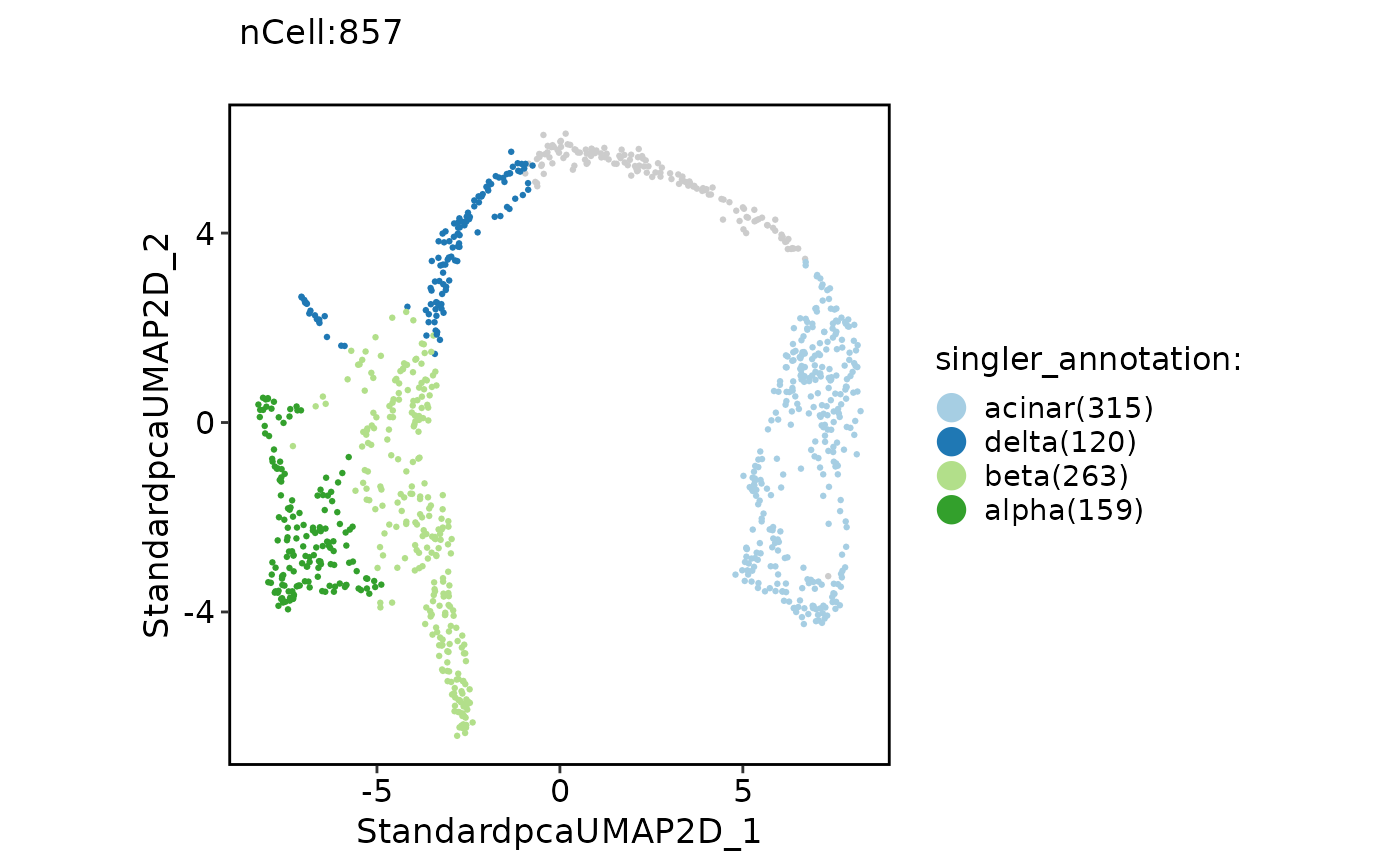 nCell:857
StandardpcaUMAP2D_2
4
0
-4
-5
0
5
StandardpcaUMAP2D_1
singler_annotation:
acinar(315)
delta(120)
beta(263)
alpha(159)